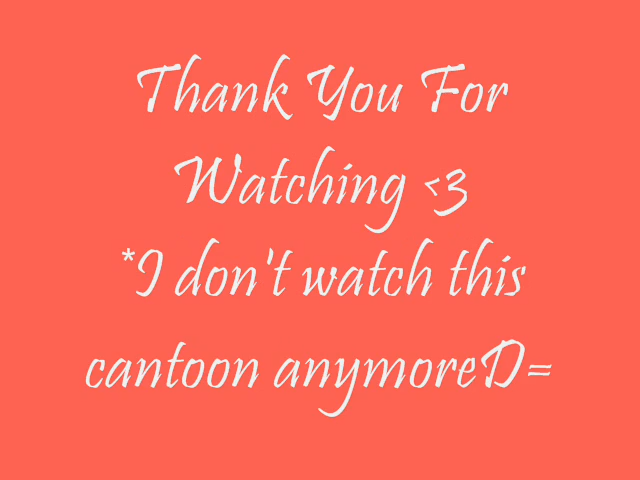 Thank You For
Watching <3
*I don't watch this
cantoon anymoreD=